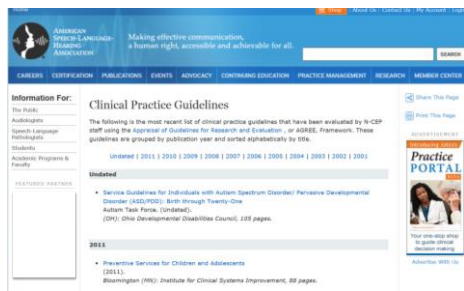 Home
Shop | About Us | Contact Us | My Account | Login
AMERICAN
SPEECH-LANGUAGE-
HEARING
ASSOCIATION
Making effective communication,
a human right, accessible and achievable for all.
SEARCH
CAREERS CERTIFICATION PUBLICATIONS EVENTS ADVOCACY CONTINUING EDUCATION PRACTICE MANAGEMENT RESEARCH MEMBER CENTER
Information For:
The Public
Audiologists
Speech-Language
Pathologists
Students
Academic Programs &
Faculty
FEATURED PARTNER
Clinical Practice Guidelines
The following is the most recent list of clinical practice guidelines that have been evaluated by N-CEP
staff using the Appraisal of Guidelines for Research and Evaluation , or AGREE, Framework. These
guidelines are grouped by publication year and sorted alphabetically by title.
Undated | 2011 | 2010 | 2009 | 2008 | 2007 | 2006 | 2005 | 2004 | 2003 | 2002 | 2001
Undated
Service Guidelines for Individuals with Autism Spectrum Disorder/ Pervasive Developmental
Disorder (ASD/PDD): Birth through Twenty-One
Autism Task Force. (Undated).
(OH): Ohio Developmental Disabilities Council, 105 pages.
2011
Preventive Services for Children and Adolescents
(2011).
Bloomington (MN): Institute for Clinical Systems Improvement, 88 pages.
Share This Page
Print This Page
ADVERTISEMENT
Introducing ASHA's
Practice
PORTAL
Your one-stop shop
to guide clinical
decision making
Advertise With Us